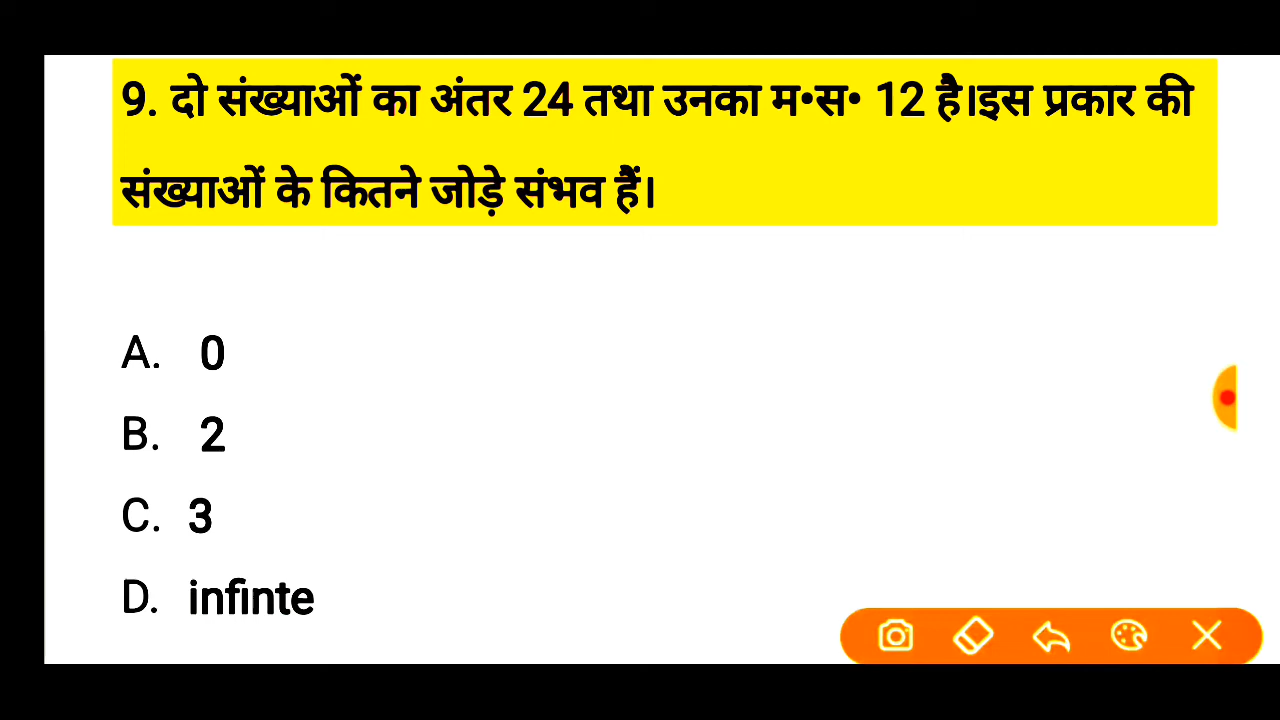 9. दो संख्याओं का अंतर 24 तथा उनका म•स• 12 है।इस प्रकार की
संख्याओं के कितने जोड़े संभव हैं।
A. 0
B. 2
C. 3
D. infinte